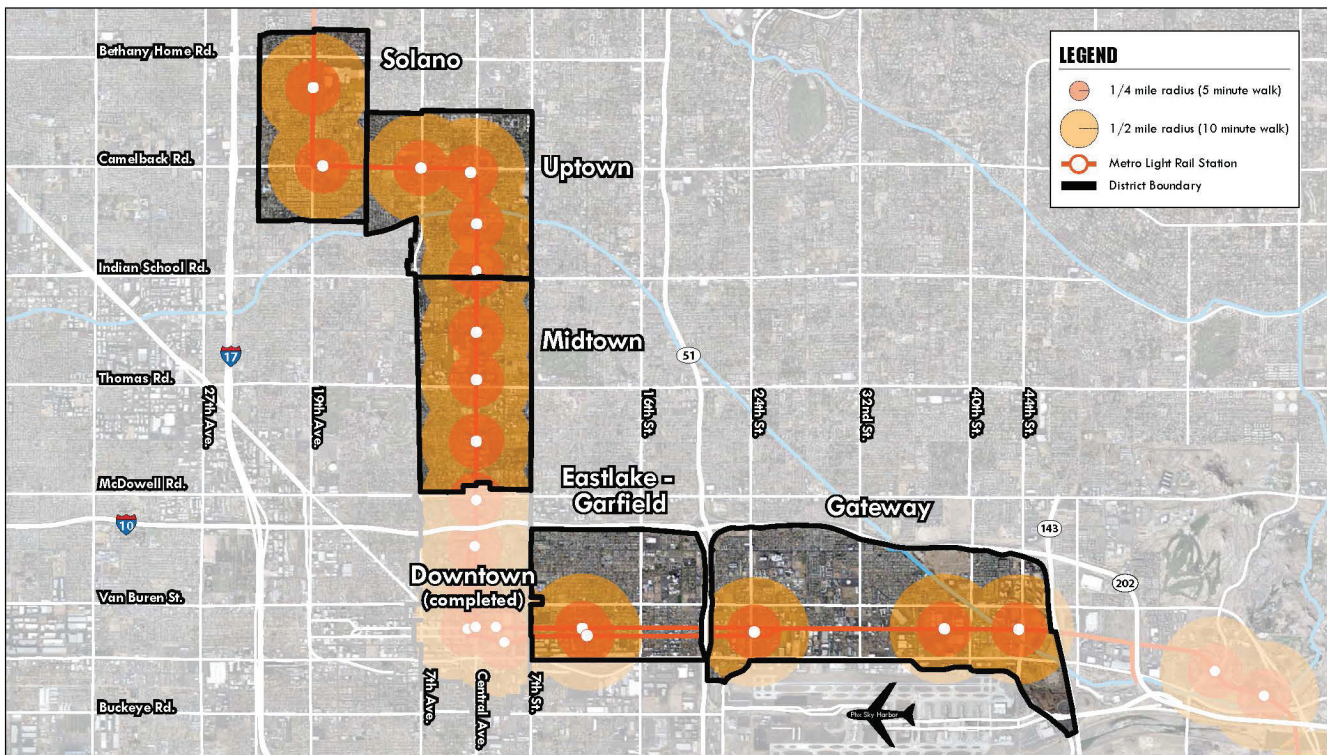 Bethany Home Rd.
Solano
LEGEND
1/4 mile radius (5 minute walk)
1/2 mile radius (10 minute walk)
Metro Light Rail Station
District Boundary
Camelback Rd.
Uptown
Indian School Rd.
Midtown
17
51
Thomas Rd.
27th Ave.
19th Ave.
16th St.
24th St.
32nd St.
40th St.
44th St.
McDowell Rd.
Eastlake -
Garfield
Gateway
10
143
202
Downtown
(completed)
Van Buren St.
7th Ave.
Central Ave.
7th St.
Buckeye Rd.
Phx Sky Harbor